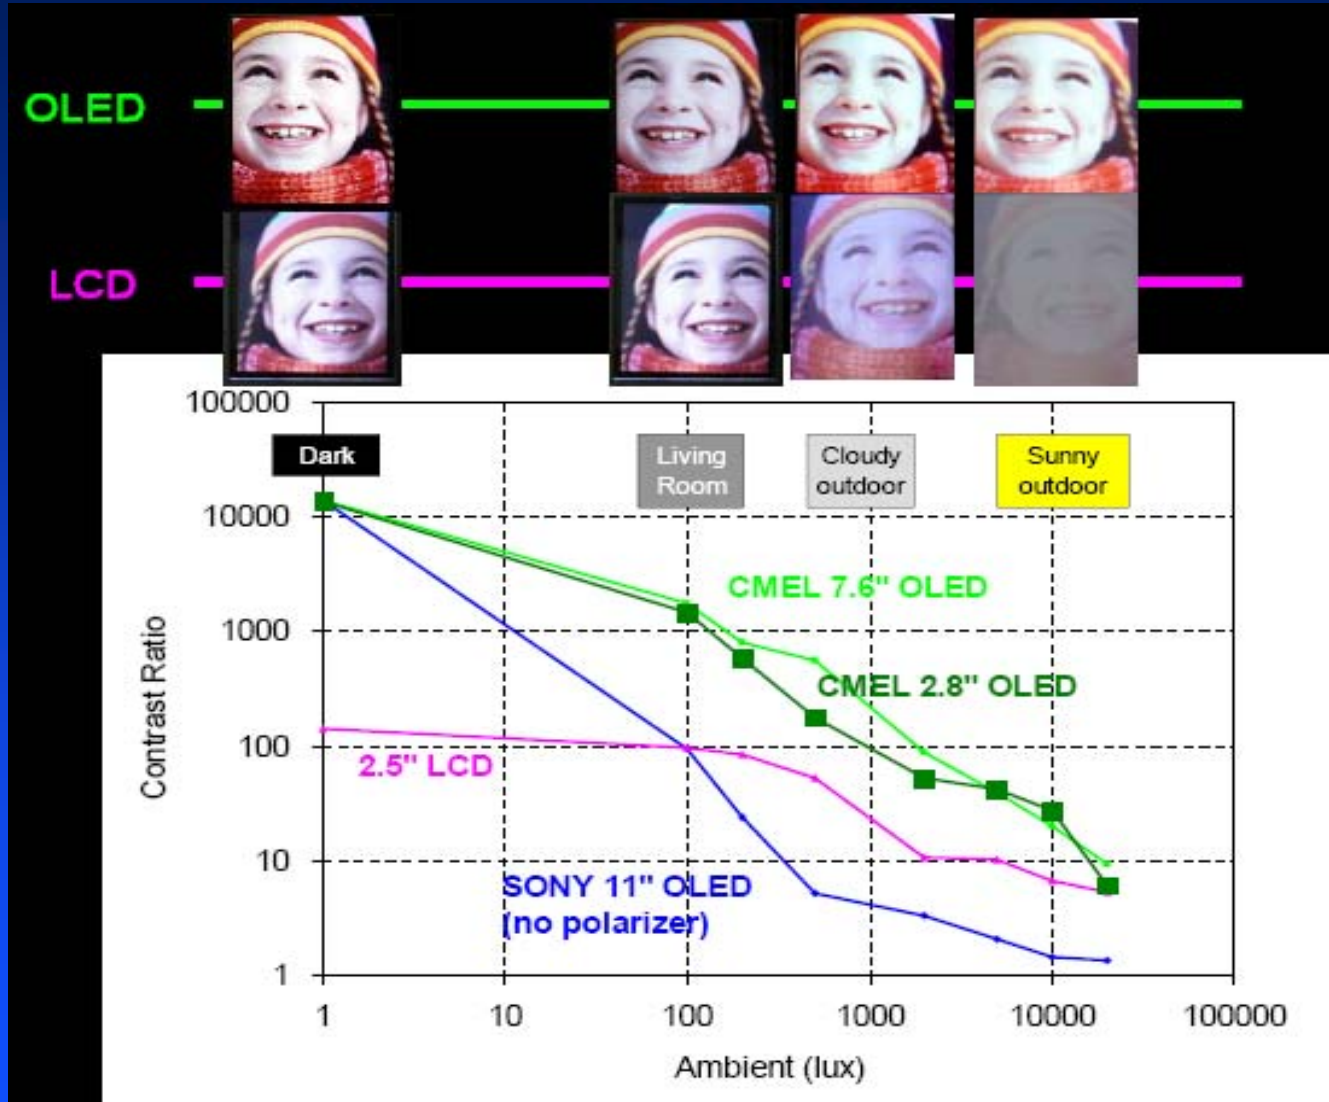 OLED
LCD
100000
10000
1000
100
10
1
Contrast Ratio
Dark
Living
Room
Cloudy
outdoor
Sunny
outdoor
CMEL 7.6" OLED
CMEL 2.8" OLED
2.5" LCD
SONY 11" OLED
(no polarizer)
1
10
100
1000
10000
100000
Ambient (lux)